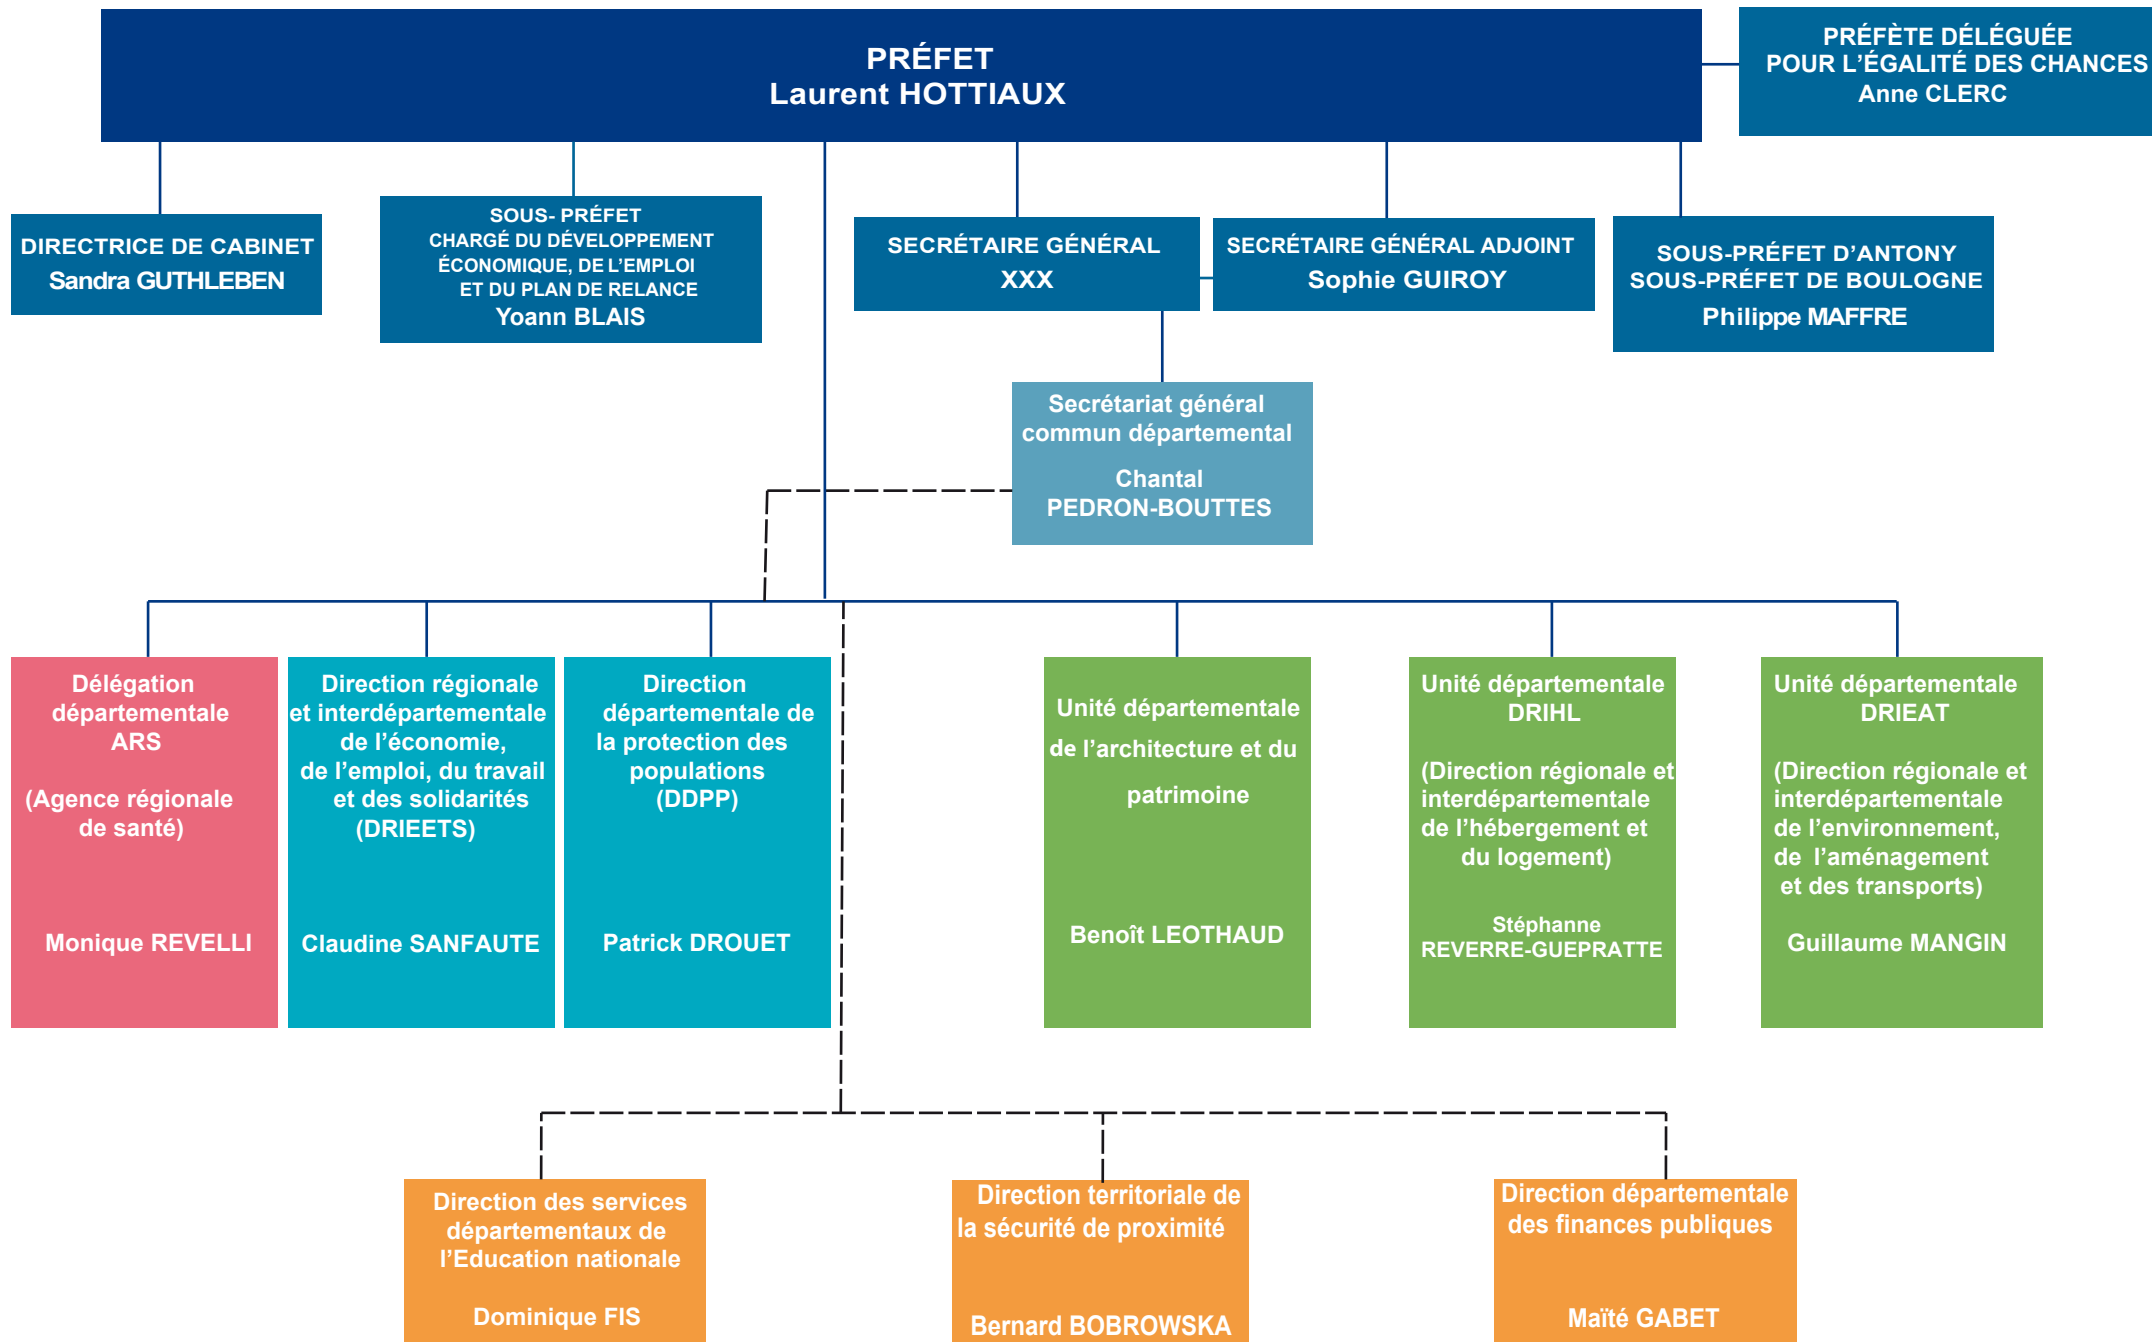 PRÉFET
Laurent HOTTIAUX
PRÉFÈTE DÉLÉGUÉE
POUR L'ÉGALITÉ DES CHANCES
Anne CLERC
DIRECTRICE DE CABINET
Sandra GUTHLEBEN
SOUS- PRÉFET
CHARGÉ DU DÉVELOPPEMENT
ÉCONOMIQUE, DE L'EMPLOI
ET DU PLAN DE RELANCE
Yoann BLAIS
SECRÉTAIRE GÉNÉRAL
XXX
SECRÉTAIRE GÉNÉRAL ADJOINT
Sophie GUIROY
SOUS-PRÉFET D'ANTONY
SOUS-PRÉFET DE BOULOGNE
Philippe MAFFRE
Secrétariat général
commun départemental
Chantal
PEDRON-BOUTTES
Délégation
départementale
ARS
(Agence régionale
de santé)
Monique REVELLI
Direction régionale
et interdépartementale
de l'économie,
de l'emploi, du travail
et des solidarités
(DRIEETS)
Claudine SANFAUTE
Direction
départementale de
la protection des
populations
(DDPP)
Patrick DROUET
Unité départementale
de l'architecture et du
patrimoine
Benoît LEOTHAUD
Unité départementale
DRIHL
(Direction régionale et
interdépartementale
de l'hébergement et
du logement)
Stéphanne
REVERRE-GUEPRATTE
Unité départementale
DRIEAT
(Direction régionale et
interdépartementale
de l'environnement,
de l'aménagement
et des transports)
Guillaume MANGIN
Direction des services
départementaux de
l'Education nationale
Dominique FIS
Direction territoriale de
la sécurité de proximité
Bernard BOBROWSKA
Direction départementale
des finances publiques
Maïté GABET